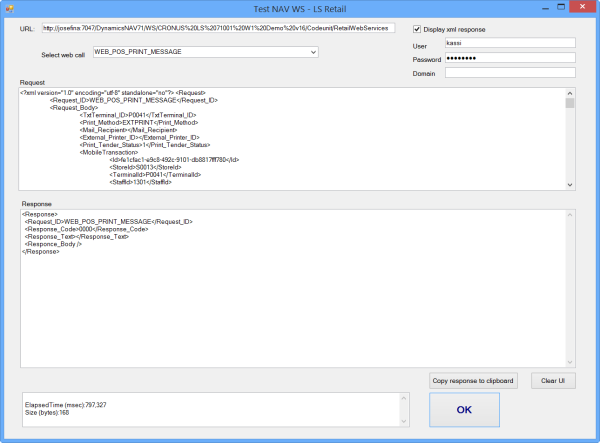 Test NAV WS - LS Retail
URL: http://josefina:7047/DynamicsNAV71/WS/CRONUS%20LS%2071001%20W1%20Demo%20v16/Codeunit/RetailWebServices
Display xml response
User kassi
Select web call WEB_POS_PRINT_MESSAGE
Password ●●●●●●●●
Domain
Request
<?xml version="1.0" encoding="utf-8" standalone="no"?> <Request>
<Request_ID>WEB_POS_PRINT_MESSAGE</Request_ID>
<Request_Body>
<TxtTerminal_ID>P0041</TxtTerminal_ID>
<Print_Method>EXTPRINT</Print_Method>
<Mail_Recipient></Mail_Recipient>
<External_Printer_ID></External_Printer_ID>
<Print_Tender_Status>1</Print_Tender_Status>
<MobileTransaction>
<Id>fe1cfac1-e9c8-492c-9101-db8817fff780</Id>
<StoreId>S0013</StoreId>
<TerminalId>P0041</TerminalId>
<StaffId>1301</StaffId>
Response
<Response>
<Request_ID>WEB_POS_PRINT_MESSAGE</Request_ID>
<Response_Code>0000</Response_Code>
<Response_Text></Response_Text>
<Responce_Body />
</Response>
Copy response to clipboard
Clear UI
ElapsedTime (msec):797,327
Size (bytes):168
OK